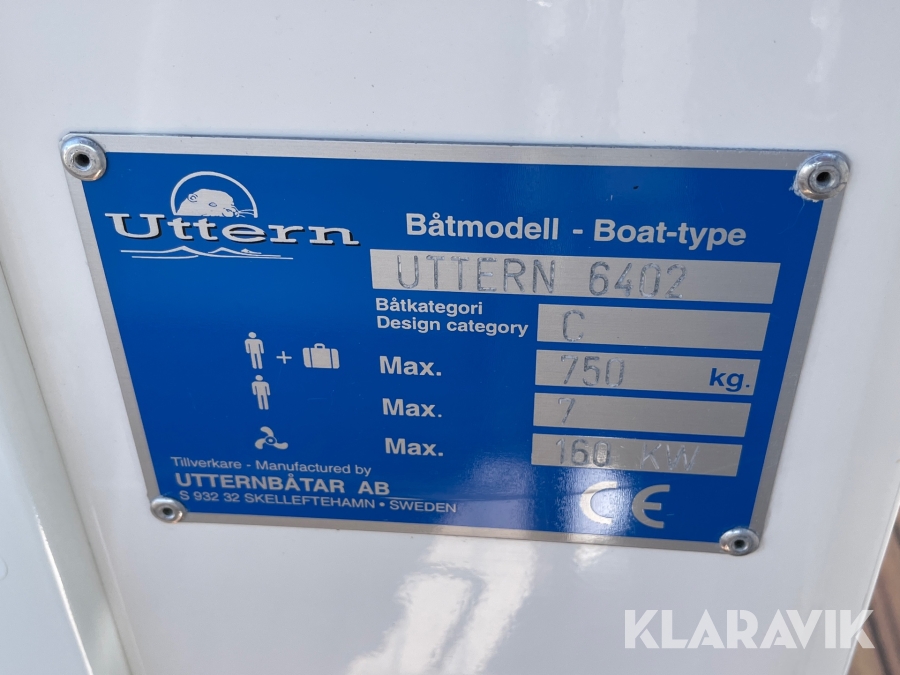 Uttern
Båtmodell - Boat-type
UTTERN 6402
Båtkategori
Design category C
+ Max. 750 kg.
Max. 7
Max. 160 KW
Tillverkare - Manufactured by
UTTERNBÅTAR AB
S 932 32 SKELLEFTEHAMN • SWEDEN
CE
KLARAVIK